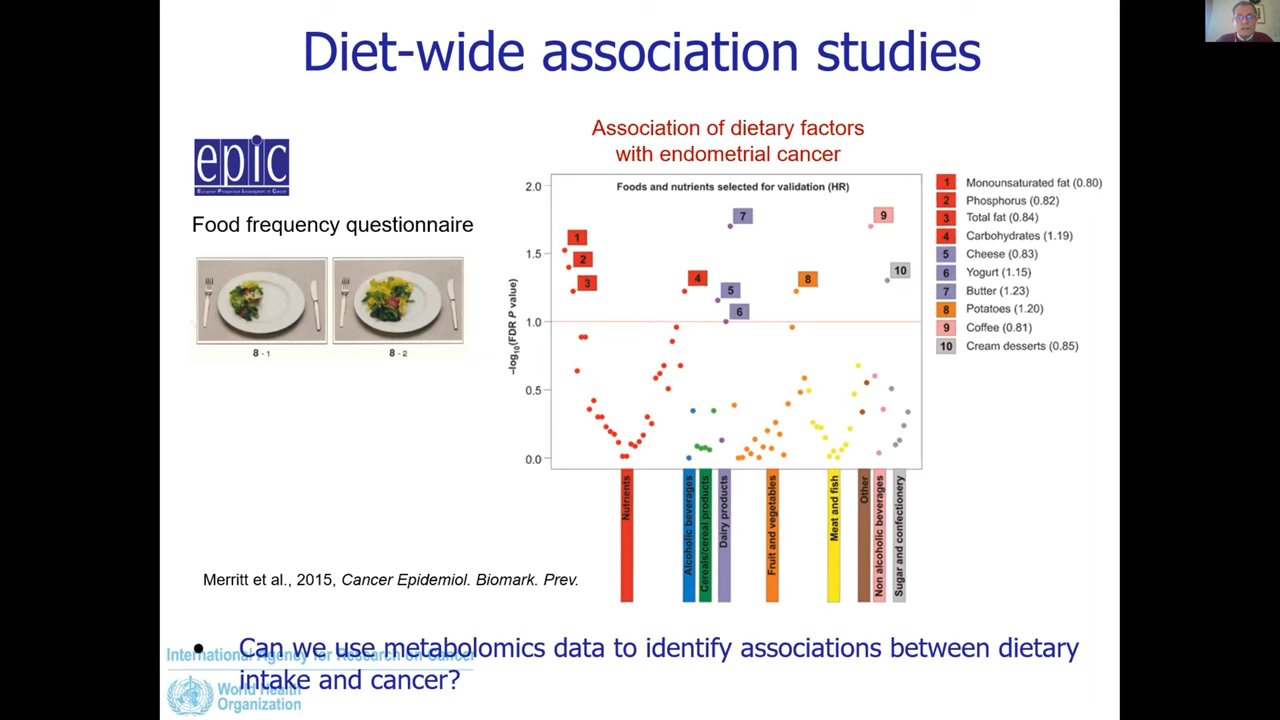 Diet-wide association studies
epic
Food frequency questionnaire
8 - 1
8 - 2
Association of dietary factors
with endometrial cancer
Foods and nutrients selected for validation (HR)
-log10(FDR P value)
2.0
1.5
1.0
0.5
0.0
1
2
3
4
5
6
7
8
9
10
1 Monounsaturated fat (0.80)
2 Phosphorus (0.82)
3 Total fat (0.84)
4 Carbohydrates (1.19)
5 Cheese (0.83)
6 Yogurt (1.15)
7 Butter (1.23)
8 Potatoes (1.20)
9 Coffee (0.81)
10 Cream desserts (0.85)
Nutrients
Alcoholic beverages
Cereals/cereal products
Dairy products
Fruit and vegetables
Meat and fish
Other
Non alcoholic beverages
Sugar and confectionery
Merritt et al., 2015, Cancer Epidemiol. Biomark. Prev.
• Can we use metabolomics data to identify associations between dietary
intake and cancer?
International Agency for Research on Cancer
World Health
Organization